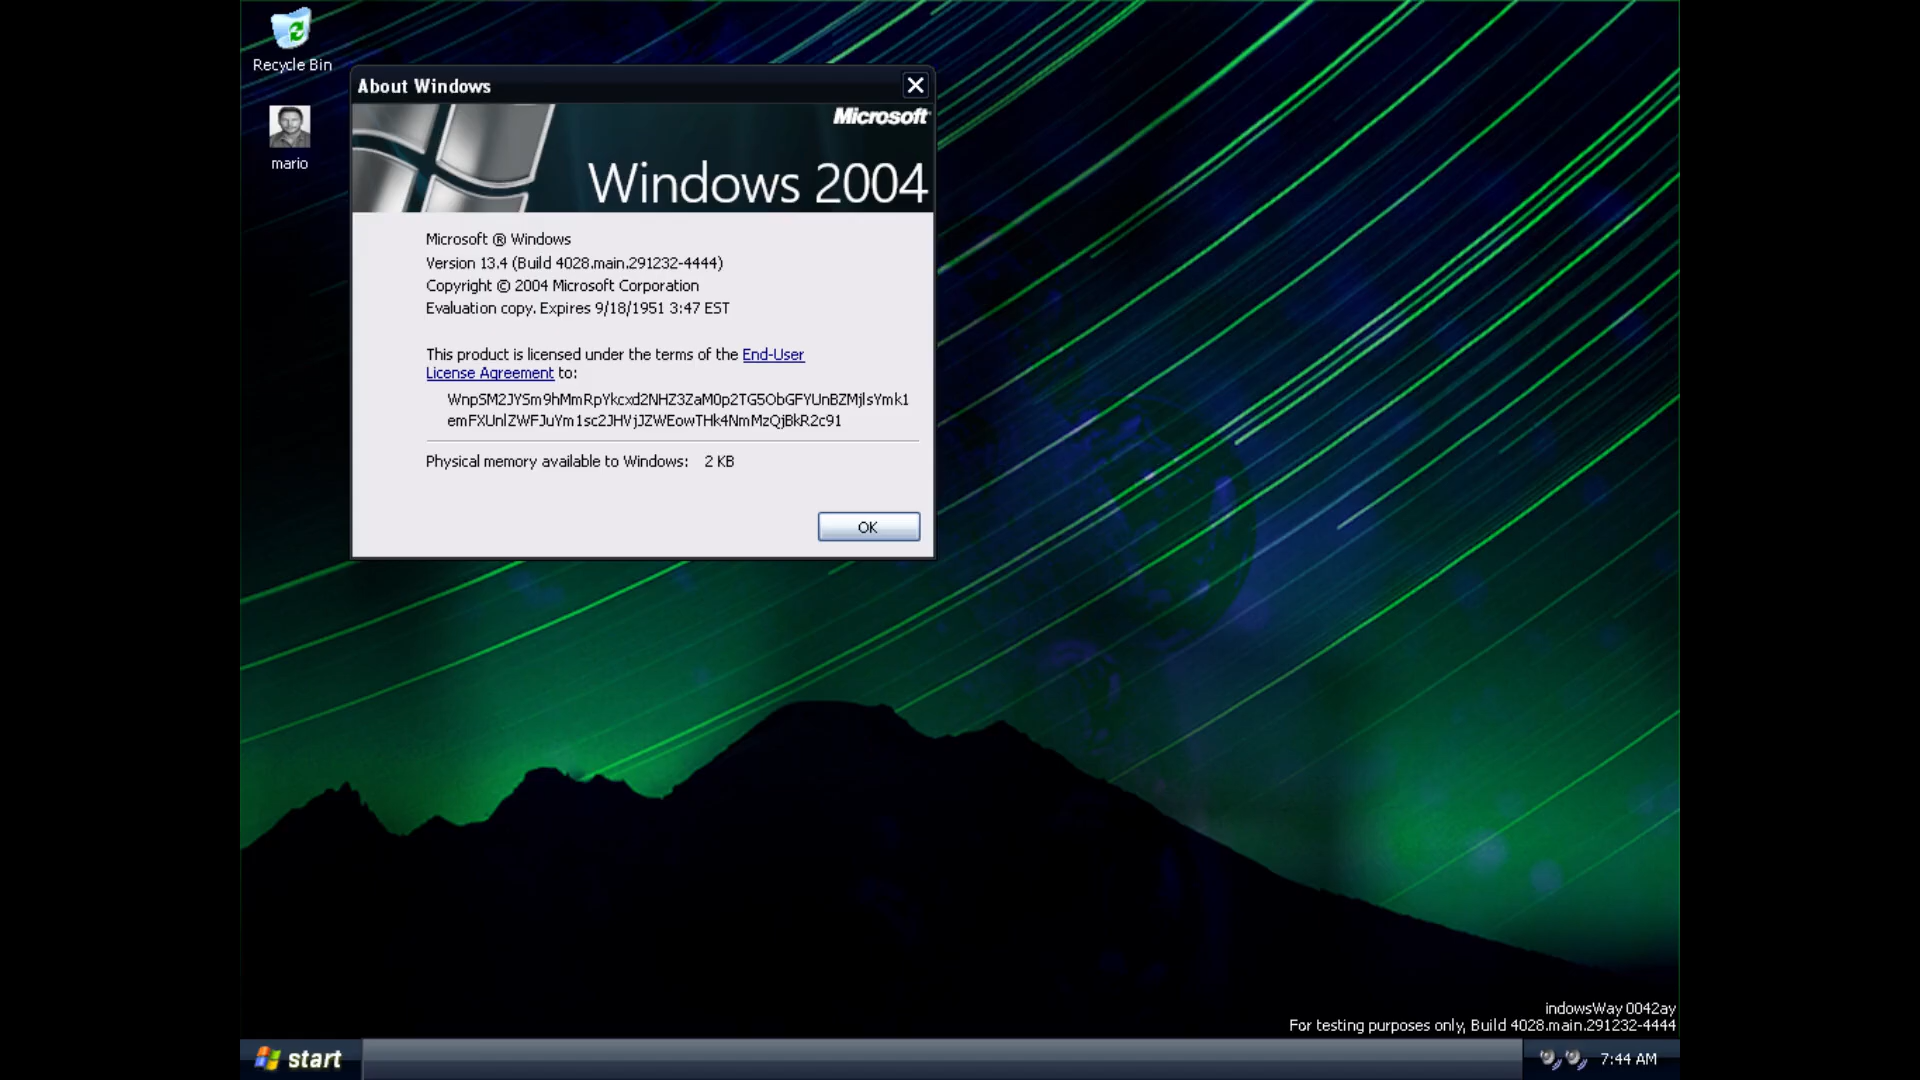 Recycle Bin
mario
About Windows
Microsoft
Windows 2004
Microsoft ® Windows
Version 13.4 (Build 4028.main.291232-4444)
Copyright © 2004 Microsoft Corporation
Evaluation copy. Expires 9/18/1951 3:47 EST
This product is licensed under the terms of the End-User
License Agreement to:
WnpSM2JYSm9hMmRpYkcxd2NHZ3ZaM0p2TG5ObGFYUnBZMjlsYmk1
emFXUnlZWFJuYm1sc2JHVjJZWEowTHk4NmMzQjBkR2c91
Physical memory available to Windows: 2 KB
OK
indowsWay 0042ay
For testing purposes only, Build 4028.main.291232-4444
start
7:44 AM